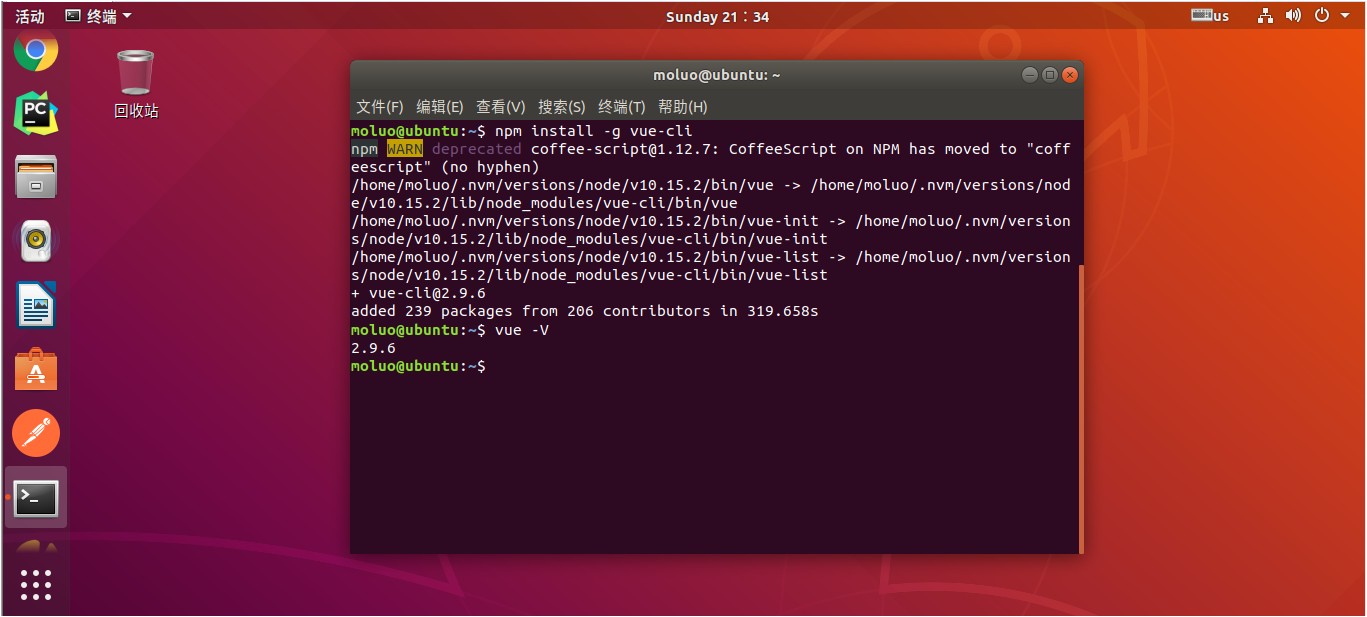 活动 终端 Sunday 21：34 us
PC
回收站
moluo@ubuntu: ~
文件(F) 编辑(E) 查看(V) 搜索(S) 终端(T) 帮助(H)
moluo@ubuntu:~$ npm install -g vue-cli
npm WARN deprecated coffee-script@1.12.7: CoffeeScript on NPM has moved to "coff
eescript" (no hyphen)
/home/moluo/.nvm/versions/node/v10.15.2/bin/vue -> /home/moluo/.nvm/versions/nod
e/v10.15.2/lib/node_modules/vue-cli/bin/vue
/home/moluo/.nvm/versions/node/v10.15.2/bin/vue-init -> /home/moluo/.nvm/version
s/node/v10.15.2/lib/node_modules/vue-cli/bin/vue-init
/home/moluo/.nvm/versions/node/v10.15.2/bin/vue-list -> /home/moluo/.nvm/version
s/node/v10.15.2/lib/node_modules/vue-cli/bin/vue-list
+ vue-cli@2.9.6
added 239 packages from 206 contributors in 319.658s
moluo@ubuntu:~$ vue -V
2.9.6
moluo@ubuntu:~$